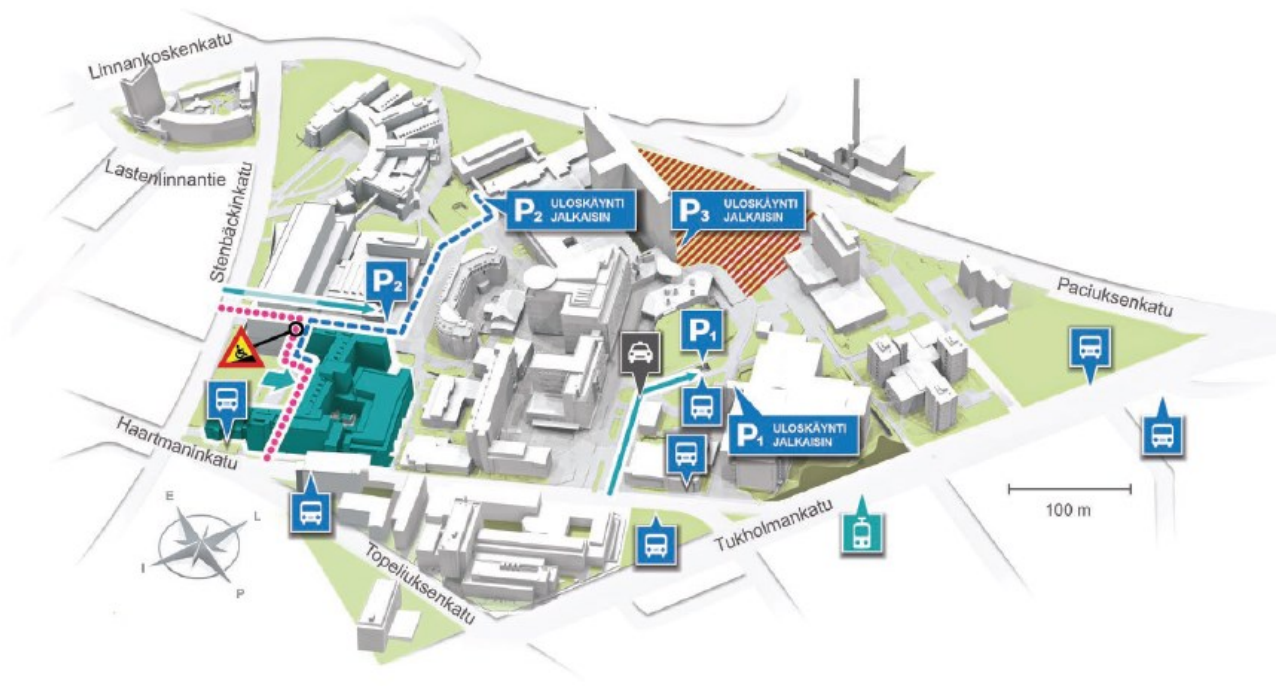 Linnankoskenkatu
Lastenlinnantie
Stenbäckinkatu
P2 ULOSKÄYNTI
JALKAISIN
P3 ULOSKÄYNTI
JALKAISIN
P2
Paciuksenkatu
P1
P1 ULOSKÄYNTI
JALKAISIN
Haartmaninkatu
E
L
I
P
Topeliuksenkatu
Tukholmankatu
100 m